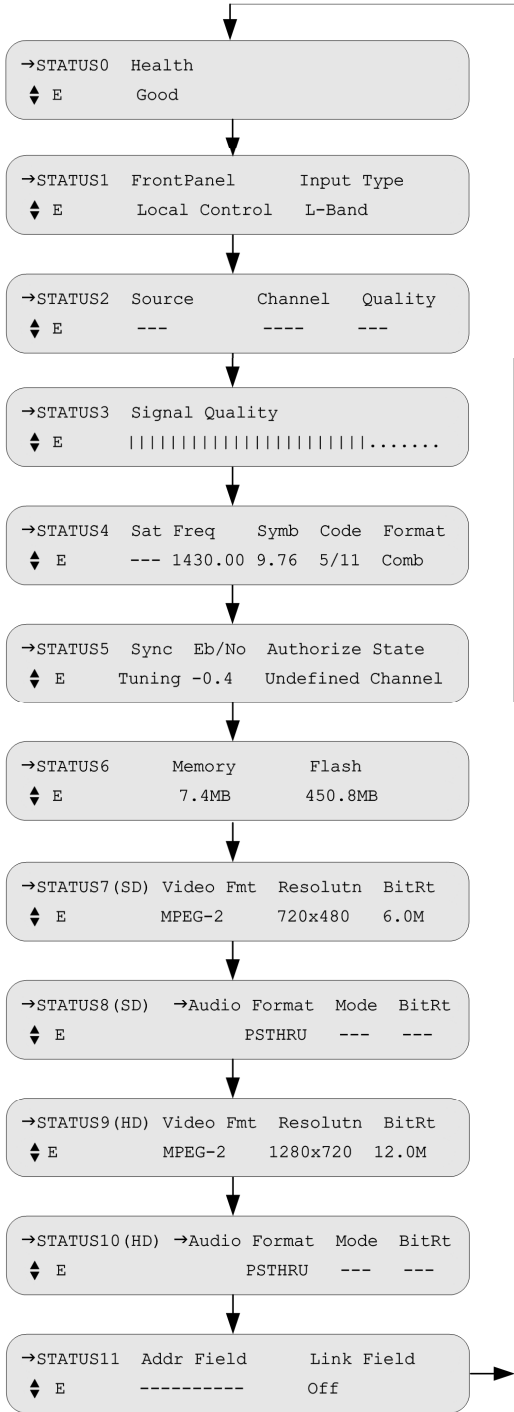 →STATUS0 Health
E Good
→STATUS1 FrontPanel Input Type
E Local Control L-Band
→STATUS2 Source Channel Quality
E --- ---- ---
→STATUS3 Signal Quality
E |||||||||||||||||||||||.......
→STATUS4 Sat Freq Symb Code Format
E --- 1430.00 9.76 5/11 Comb
→STATUS5 Sync Eb/No Authorize State
E Tuning -0.4 Undefined Channel
→STATUS6 Memory Flash
E 7.4MB 450.8MB
→STATUS7(SD) Video Fmt Resolutn BitRt
E MPEG-2 720x480 6.0M
→STATUS8(SD) →Audio Format Mode BitRt
E PSTHRU --- ---
→STATUS9(HD) Video Fmt Resolutn BitRt
E MPEG-2 1280x720 12.0M
→STATUS10(HD) →Audio Format Mode BitRt
E PSTHRU --- ---
→STATUS11 Addr Field Link Field
E ---------- Off